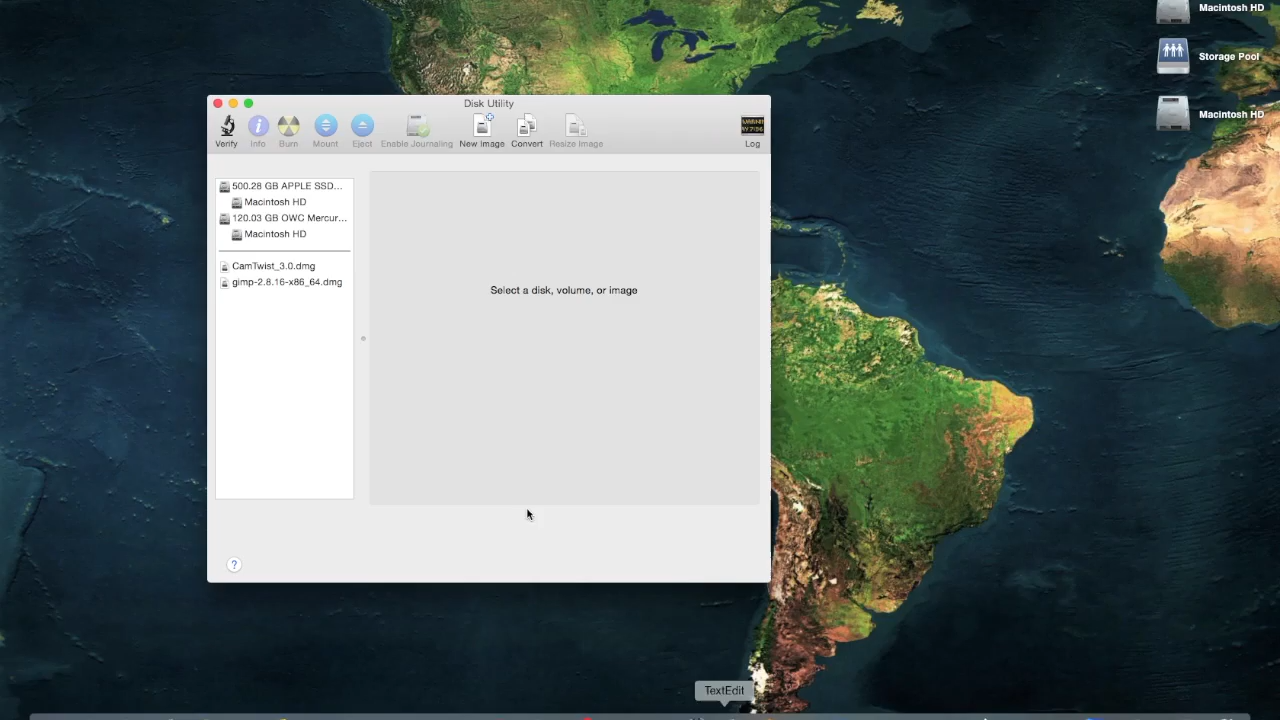 Macintosh HD
Storage Pool
Macintosh HD
Disk Utility
Verify Info Burn Mount Eject Enable Journaling New Image Convert Resize Image Log
500.28 GB APPLE SSD...
Macintosh HD
120.03 GB OWC Mercur...
Macintosh HD
CamTwist_3.0.dmg
gimp-2.8.16-x86_64.dmg
Select a disk, volume, or image
?
TextEdit